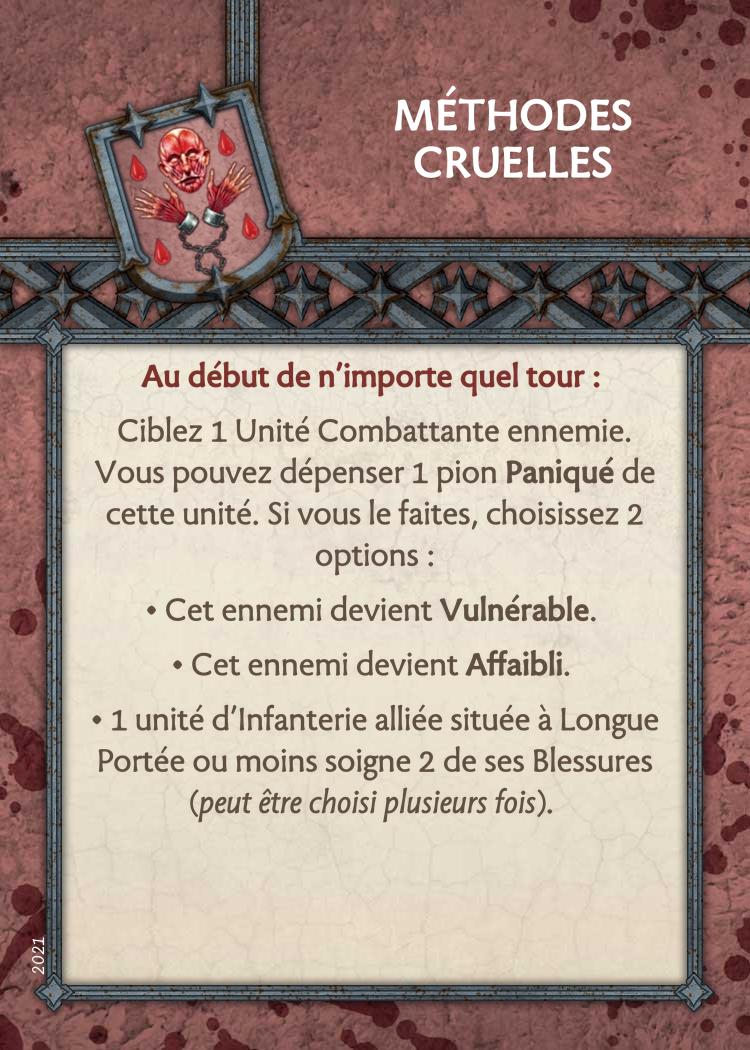 MÉTHODES
CRUELLES
Au début de n'importe quel tour :
Ciblez 1 Unité Combattante ennemie.
Vous pouvez dépenser 1 pion Paniqué de
cette unité. Si vous le faites, choisissez 2
options :
• Cet ennemi devient Vulnérable.
• Cet ennemi devient Affaibli.
• 1 unité d'Infanterie alliée située à Longue
Portée ou moins soigne 2 de ses Blessures
(peut être choisi plusieurs fois).
2021